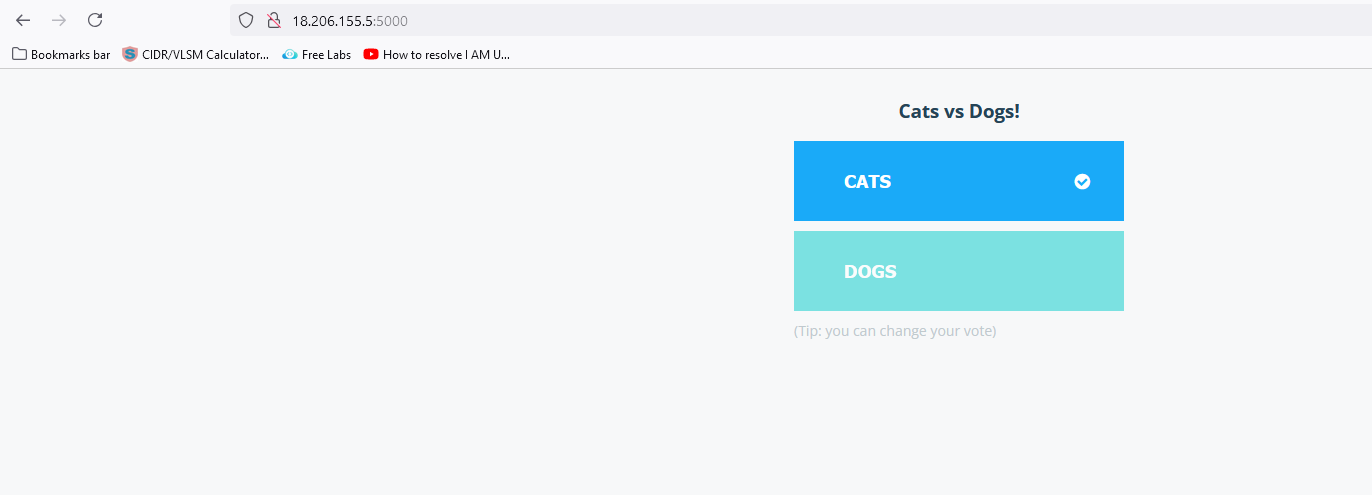 18.206.155.5:5000
Bookmarks bar CIDR/VLSM Calculator... Free Labs How to resolve I AM U...
Cats vs Dogs!
CATS
DOGS
(Tip: you can change your vote)